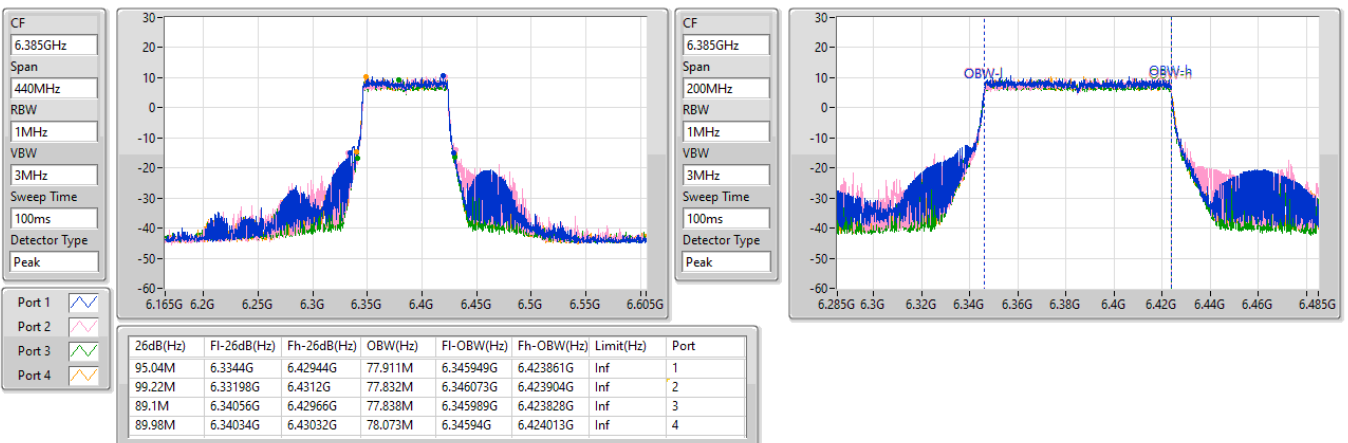 CF
6.385GHz
Span
440MHz
RBW
1MHz
VBW
3MHz
Sweep Time
100ms
Detector Type
Peak
30
20
10
0
-10
-20
-30
-40
-50
-60
6.165G 6.2G 6.25G 6.3G 6.35G 6.4G 6.45G 6.5G 6.55G 6.605G
CF
6.385GHz
Span
200MHz
RBW
1MHz
VBW
3MHz
Sweep Time
100ms
Detector Type
Peak
30
20
10
0
-10
-20
-30
-40
-50
-60
OBW-l OBW-h
6.285G 6.3G 6.32G 6.34G 6.36G 6.38G 6.4G 6.42G 6.44G 6.46G 6.485G
Port 1
Port 2
Port 3
Port 4
26dB(Hz) Fl-26dB(Hz) Fh-26dB(Hz) OBW(Hz) Fl-OBW(Hz) Fh-OBW(Hz) Limit(Hz) Port
95.04M 6.3344G 6.42944G 77.911M 6.345949G 6.423861G Inf 1
99.22M 6.33198G 6.4312G 77.832M 6.346073G 6.423904G Inf 2
89.1M 6.34056G 6.42966G 77.838M 6.345989G 6.423828G Inf 3
89.98M 6.34034G 6.43032G 78.073M 6.34594G 6.424013G Inf 4